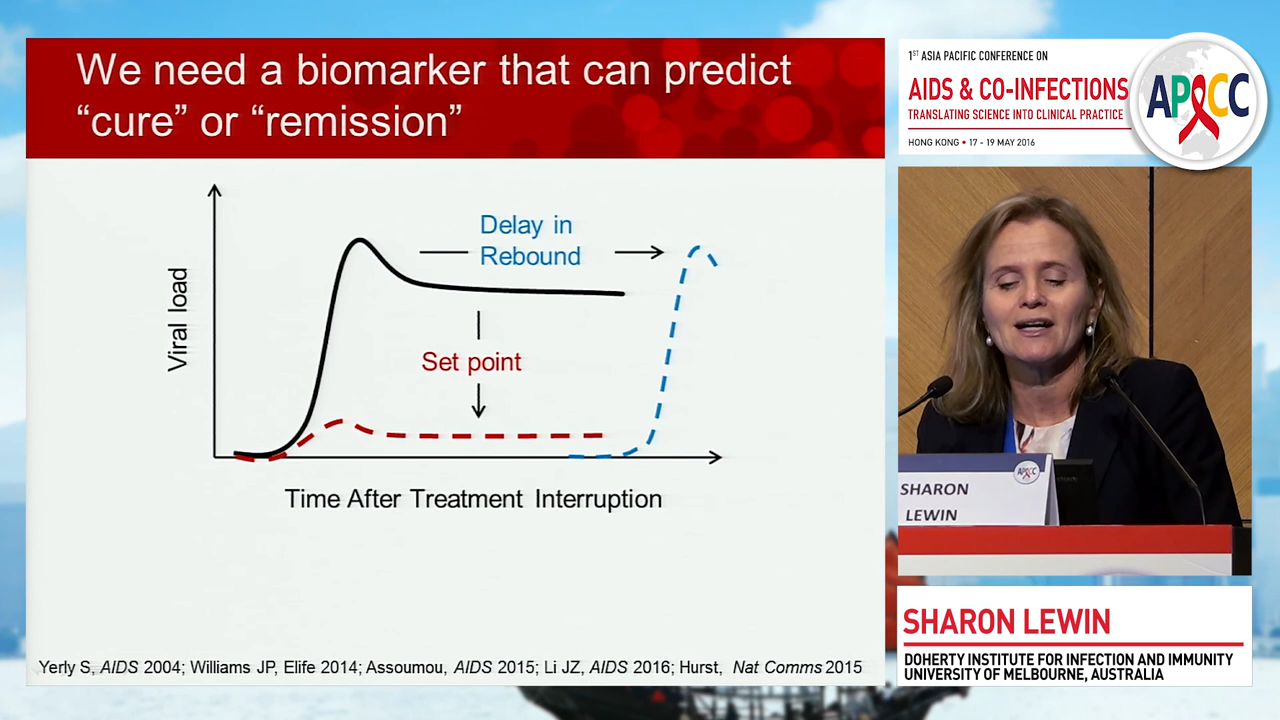 We need a biomarker that can predict
“cure” or “remission”
Viral load
Delay in
Rebound
Set point
Time After Treatment Interruption
Yerly S, AIDS 2004; Williams JP, Elife 2014; Assoumou, AIDS 2015; Li JZ, AIDS 2016; Hurst, Nat Comms 2015
1ST ASIA PACIFIC CONFERENCE ON
AIDS & CO-INFECTIONS
TRANSLATING SCIENCE INTO CLINICAL PRACTICE
HONG KONG • 17 - 19 MAY 2016
APCC
SHARON
LEWIN
SHARON LEWIN
DOHERTY INSTITUTE FOR INFECTION AND IMMUNITY
UNIVERSITY OF MELBOURNE, AUSTRALIA